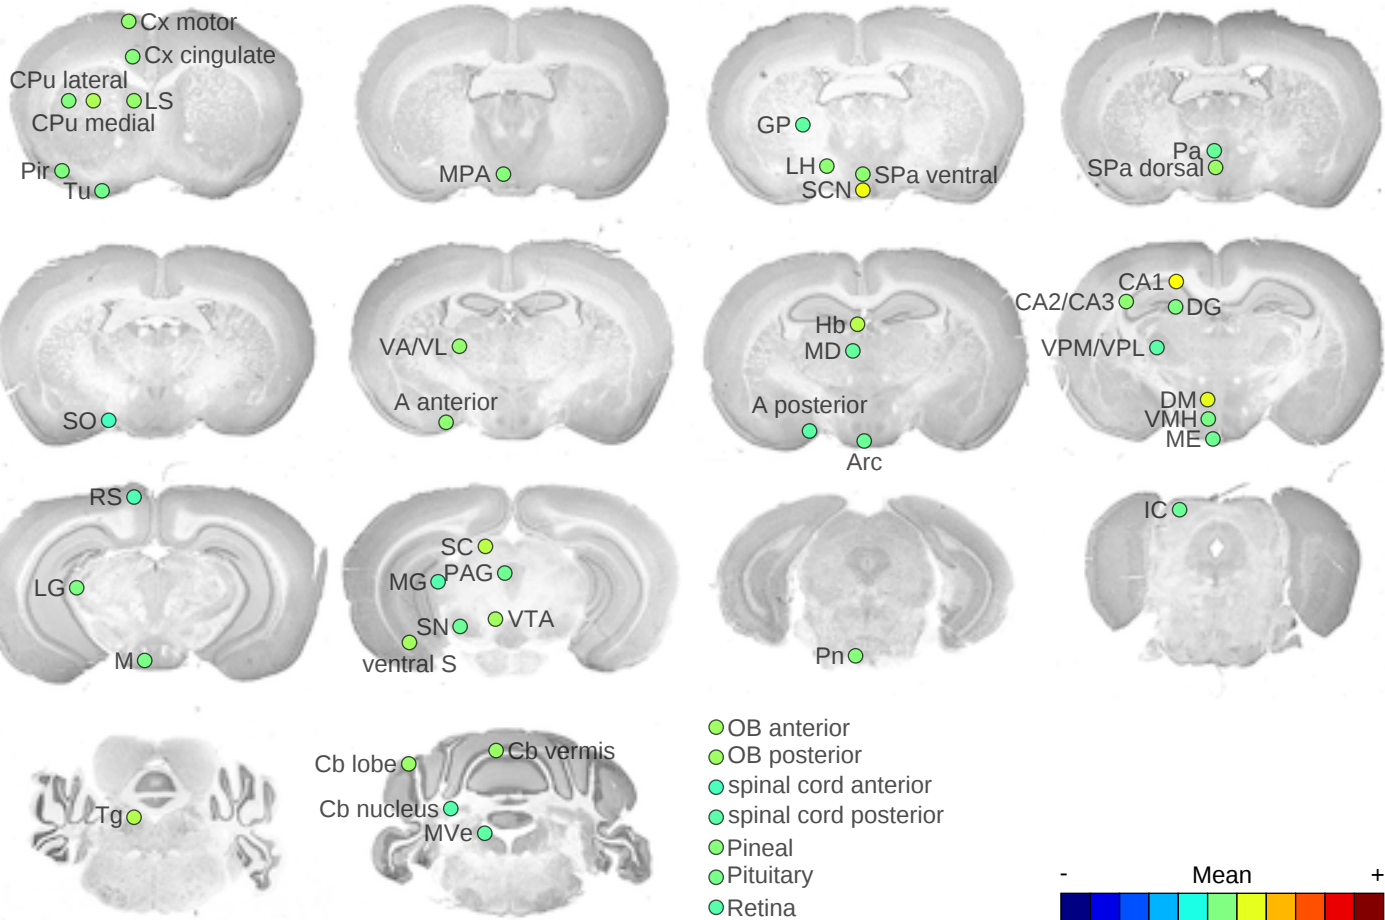 Cx motor
Cx cingulate
CPu lateral
LS
CPu medial
Pir
Tu
MPA
GP
LH
SPa ventral
SCN
Pa
SPa dorsal
SO
VA/VL
A anterior
Hb
MD
A posterior
Arc
CA1
CA2/CA3
DG
VPM/VPL
DM
VMH
ME
RS
LG
M
SC
PAG
MG
VTA
SN
ventral S
Pn
IC
Tg
Cb vermis
Cb lobe
Cb nucleus
MVe
OB anterior
OB posterior
spinal cord anterior
spinal cord posterior
Pineal
Pituitary
Retina
- Mean +